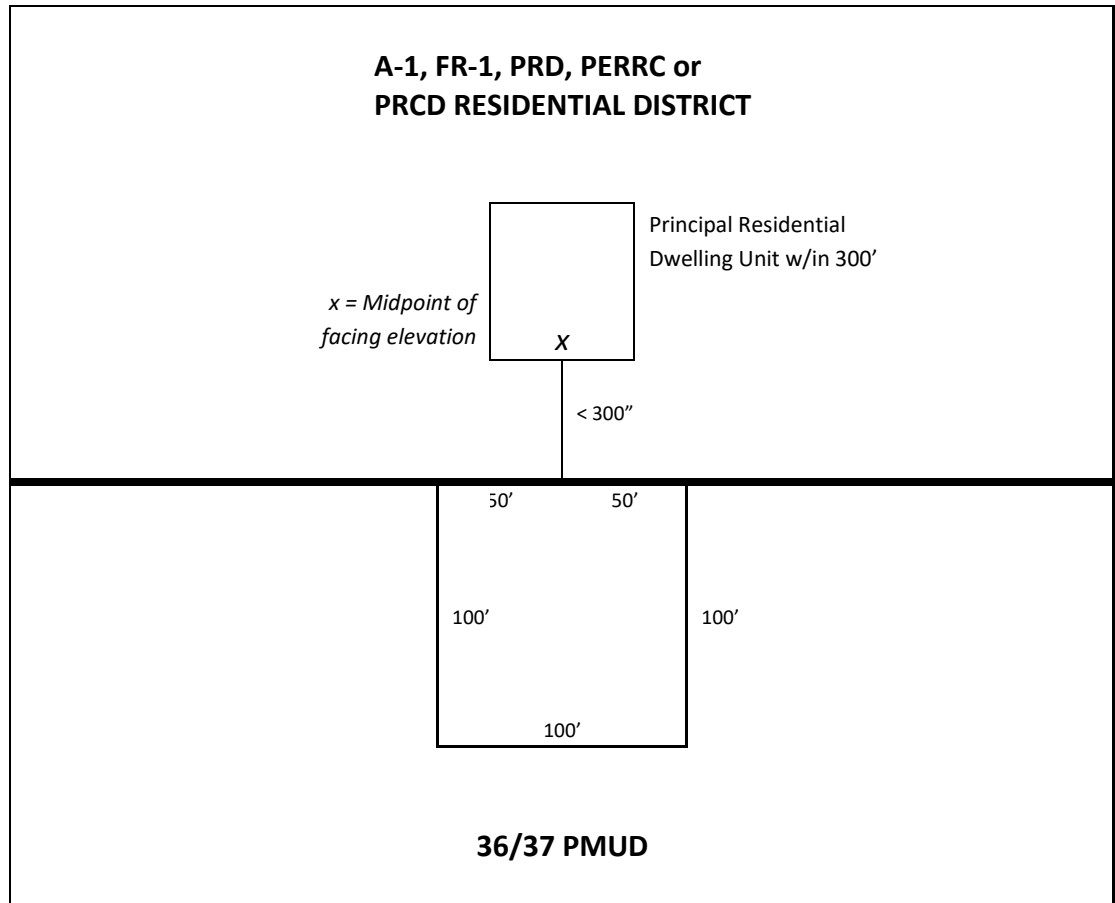 A-1, FR-1, PRD, PERRC or
PRCD RESIDENTIAL DISTRICT
Principal Residential
Dwelling Unit w/in 300’
x = Midpoint of
facing elevation
x
< 300”
50’ 50’
100’ 100’
100’
36/37 PMUD